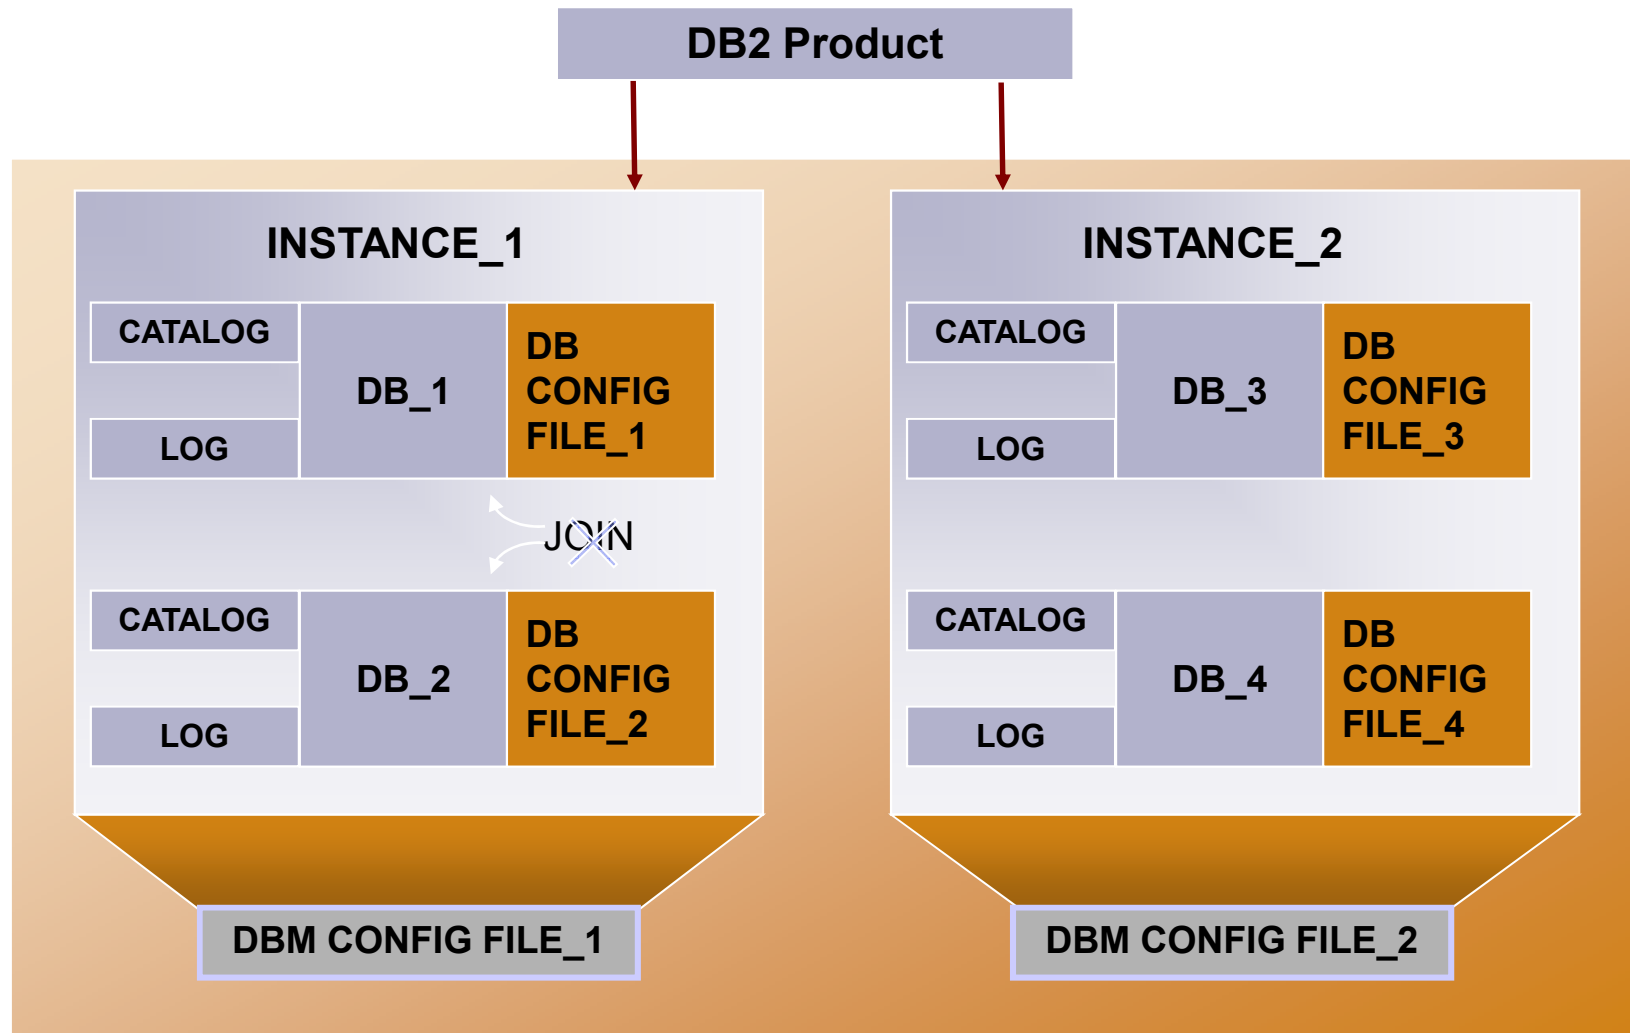 DB2 Product
INSTANCE_1
CATALOG
LOG
DB_1
DB
CONFIG
FILE_1
JOIN
CATALOG
LOG
DB_2
DB
CONFIG
FILE_2
DBM CONFIG FILE_1
INSTANCE_2
CATALOG
LOG
DB_3
DB
CONFIG
FILE_3
CATALOG
LOG
DB_4
DB
CONFIG
FILE_4
DBM CONFIG FILE_2